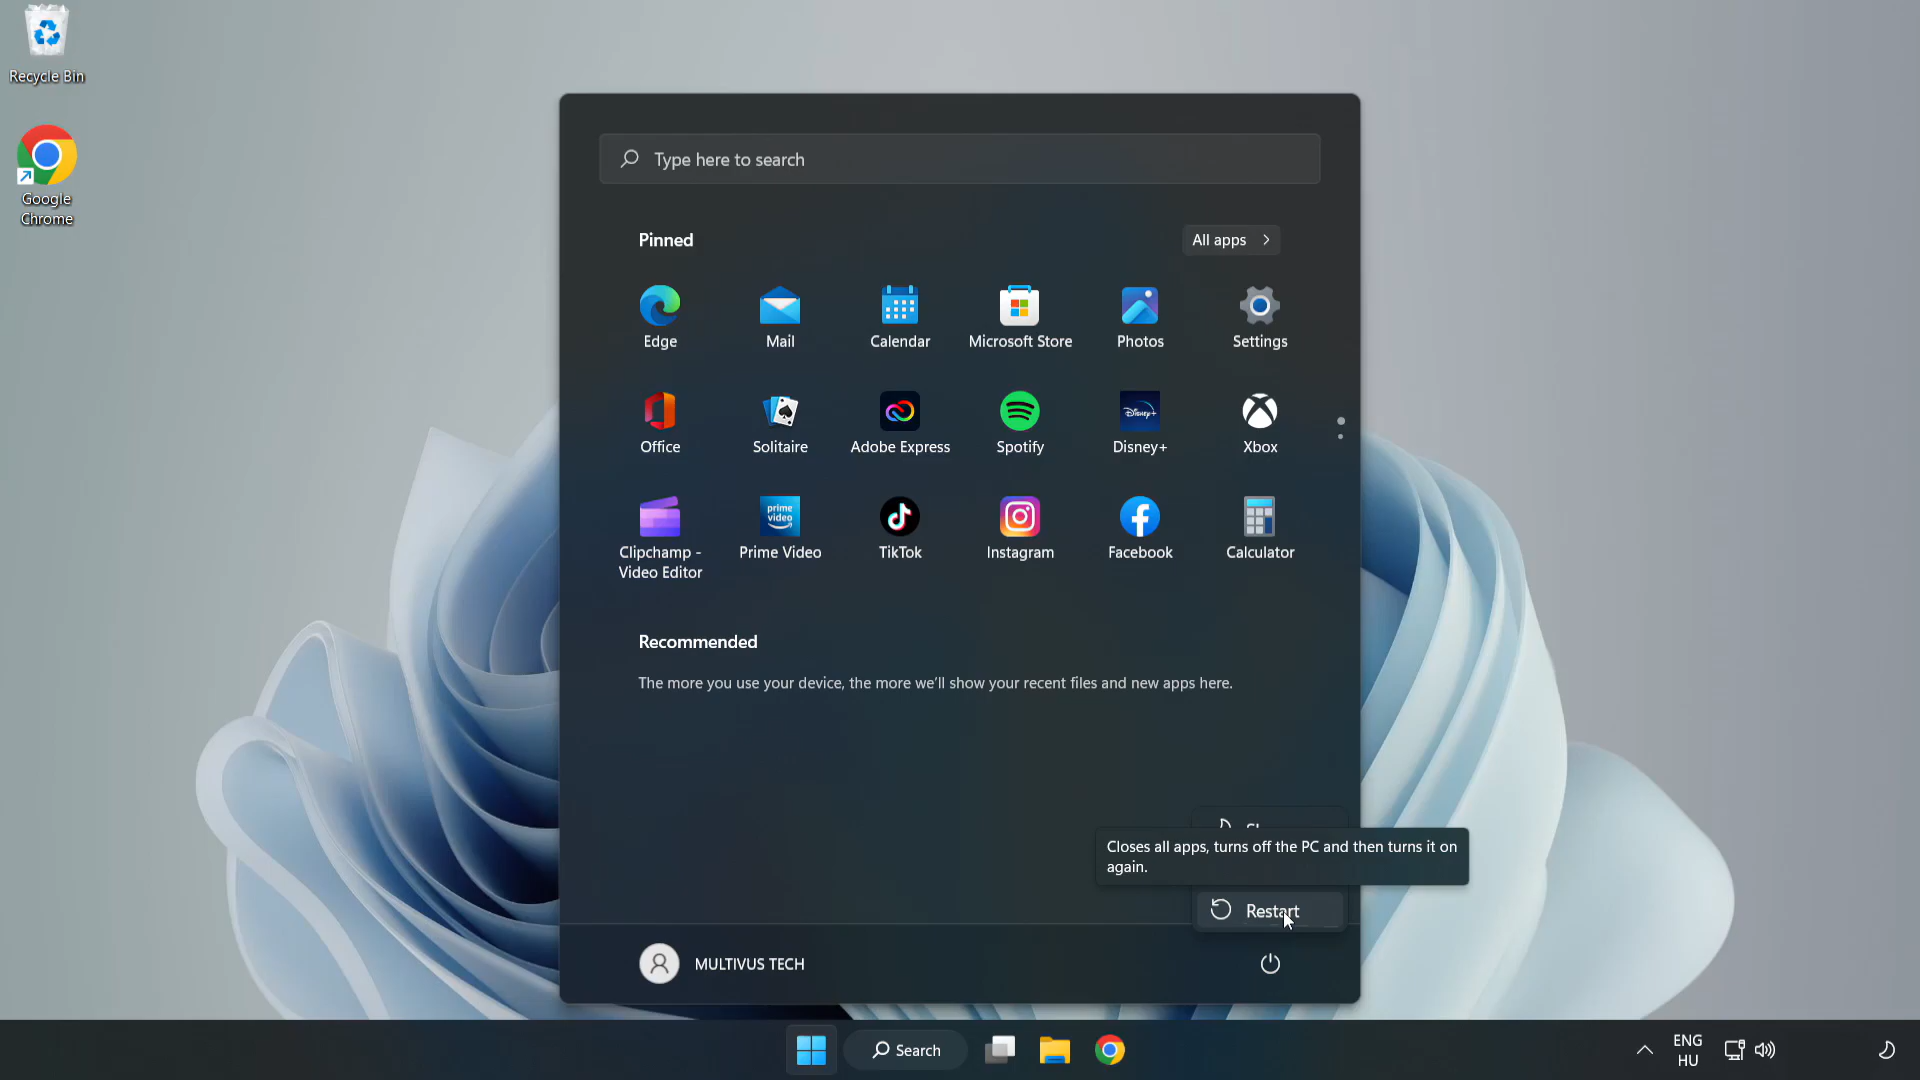 Recycle Bin
Google
Chrome
Type here to search
Pinned
All apps
Edge
Mail
Calendar
Microsoft Store
Photos
Settings
Office
Solitaire
Adobe Express
Spotify
Disney+
Xbox
Clipchamp -
Video Editor
prime
video
Prime Video
TikTok
Instagram
Facebook
Calculator
Recommended
The more you use your device, the more we'll show your recent files and new apps here.
Closes all apps, turns off the PC and then turns it on
again.
Restart
MULTIVUS TECH
Search
ENG
HU